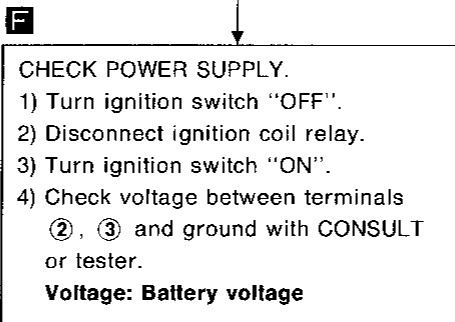 F
CHECK POWER SUPPLY.
1) Turn ignition switch "OFF".
2) Disconnect ignition coil relay.
3) Turn ignition switch "ON".
4) Check voltage between terminals
②, ③ and ground with CONSULT
or tester.
Voltage: Battery voltage